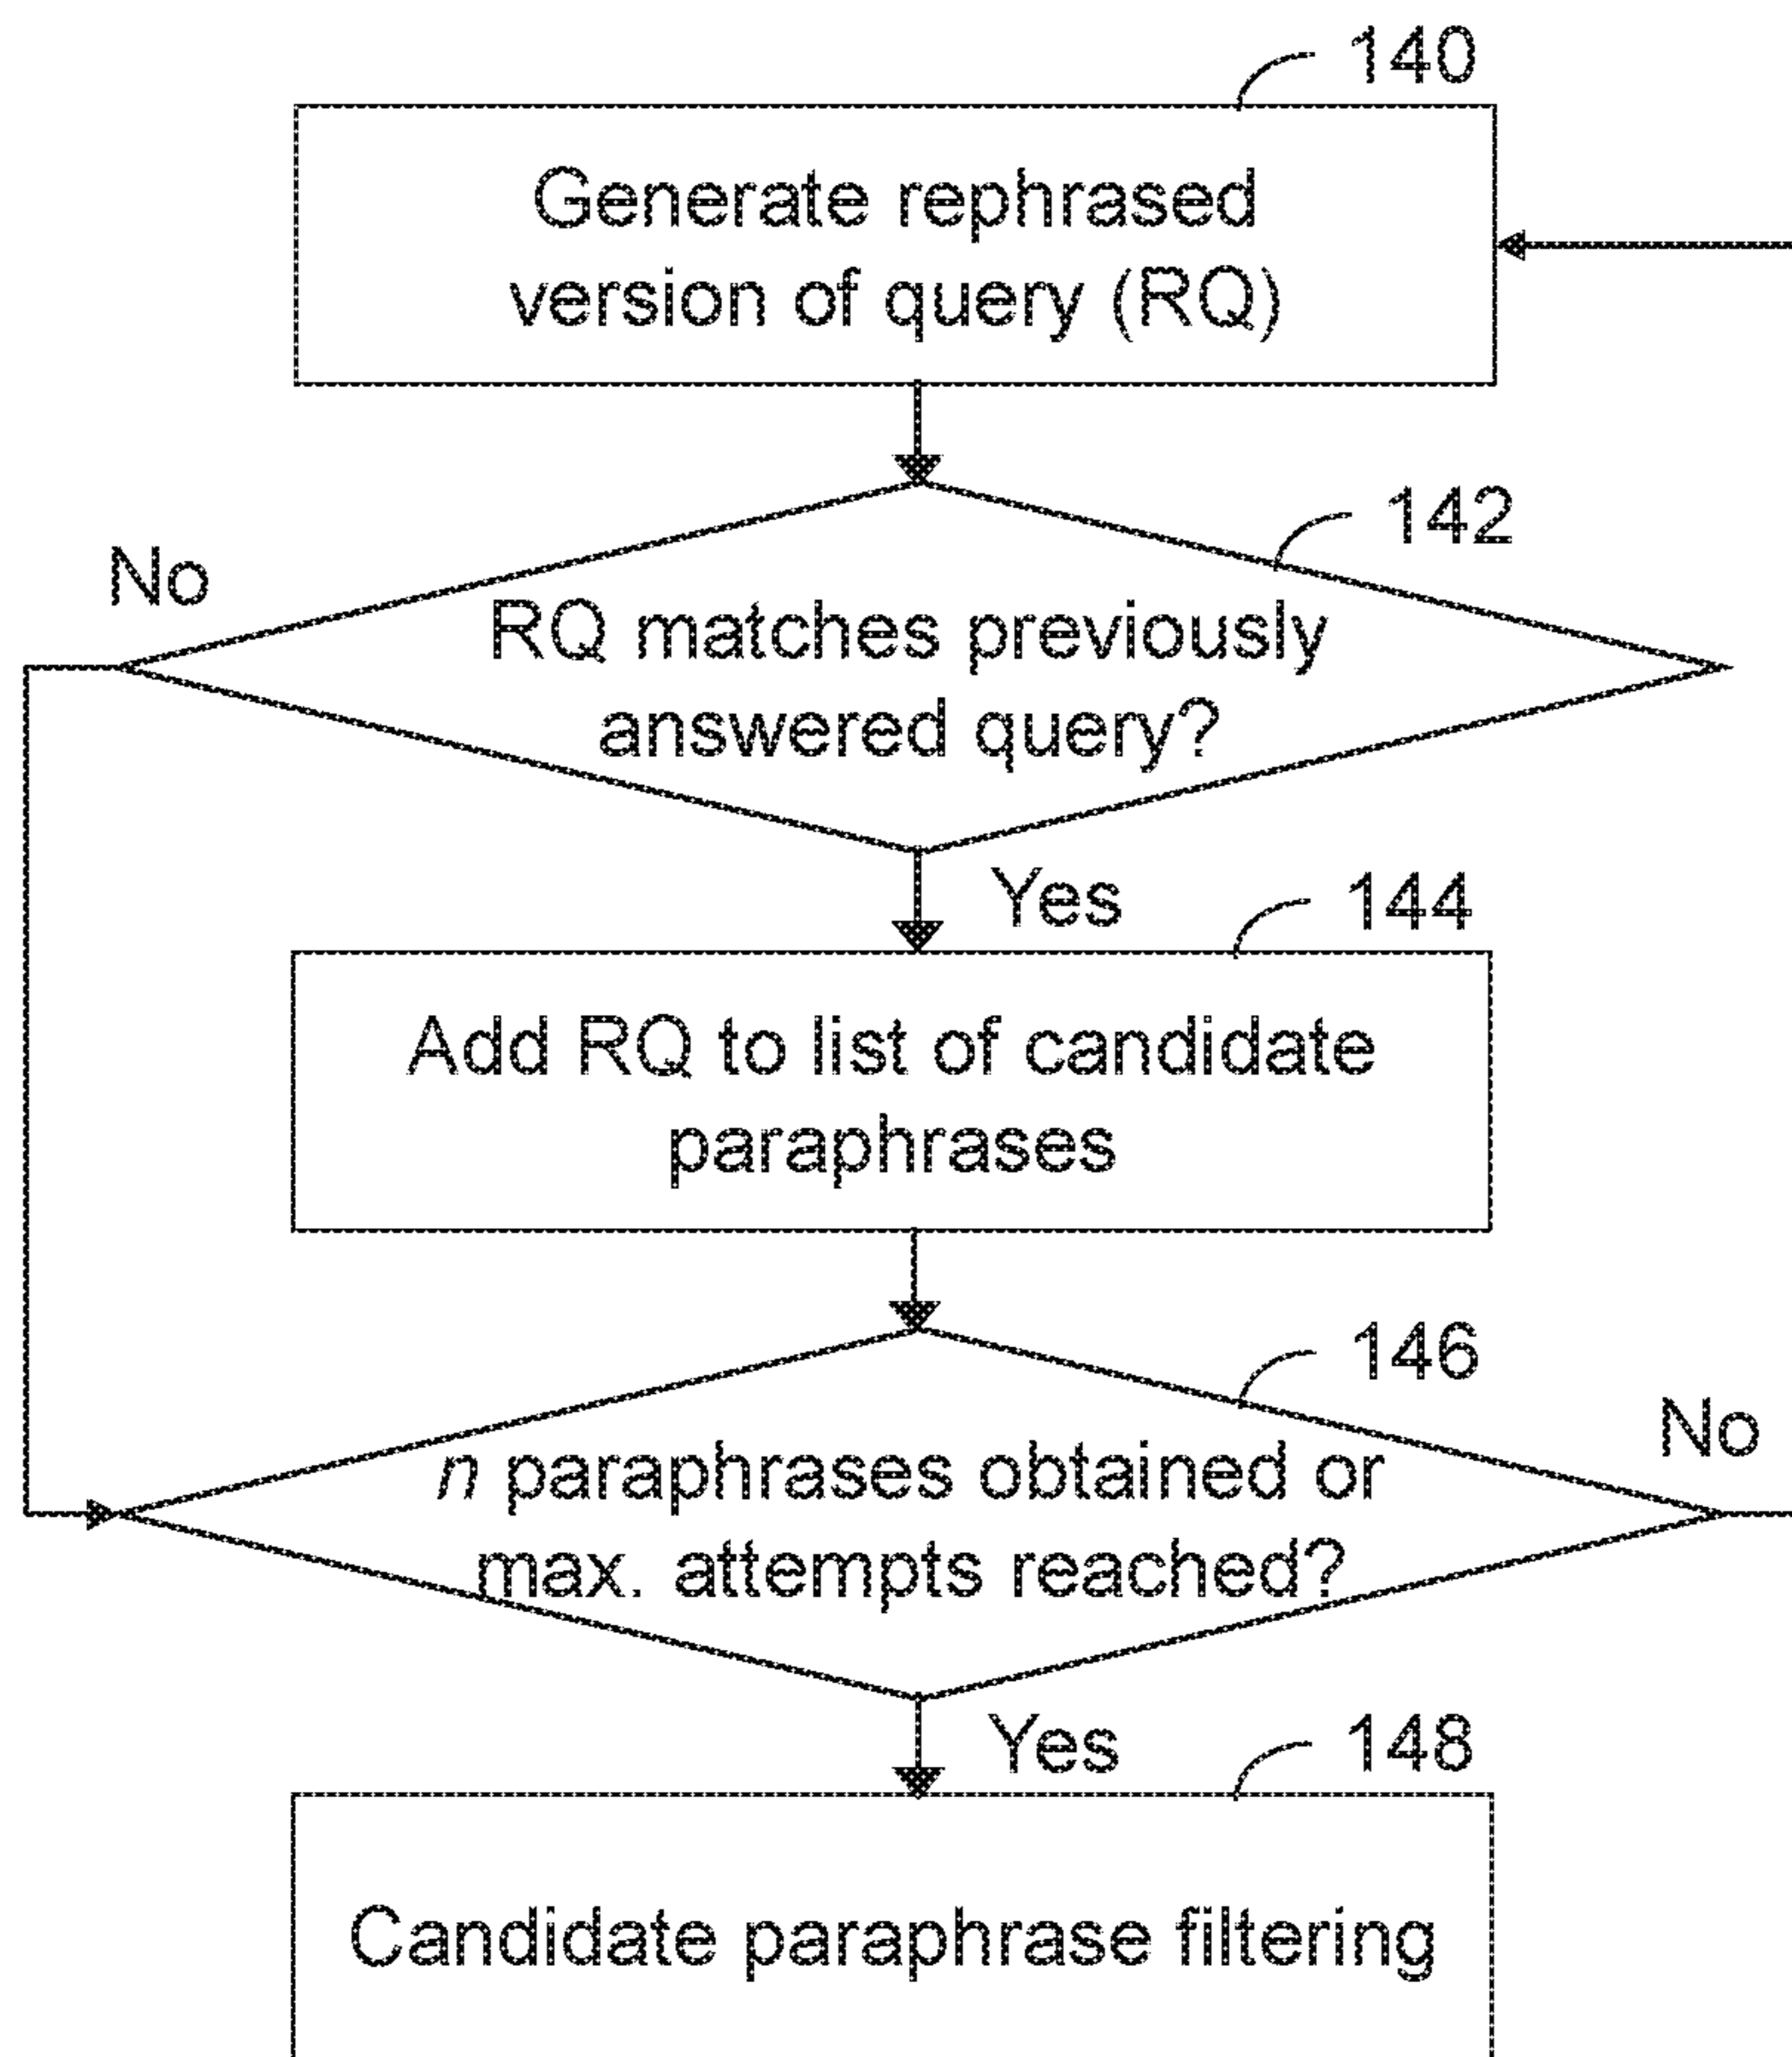 140
Generate rephrased
version of query (RQ)
142
No
RQ matches previously
answered query?
Yes
144
Add RQ to list of candidate
paraphrases
146
No
n paraphrases obtained or
max. attempts reached?
Yes
148
Candidate paraphrase filtering